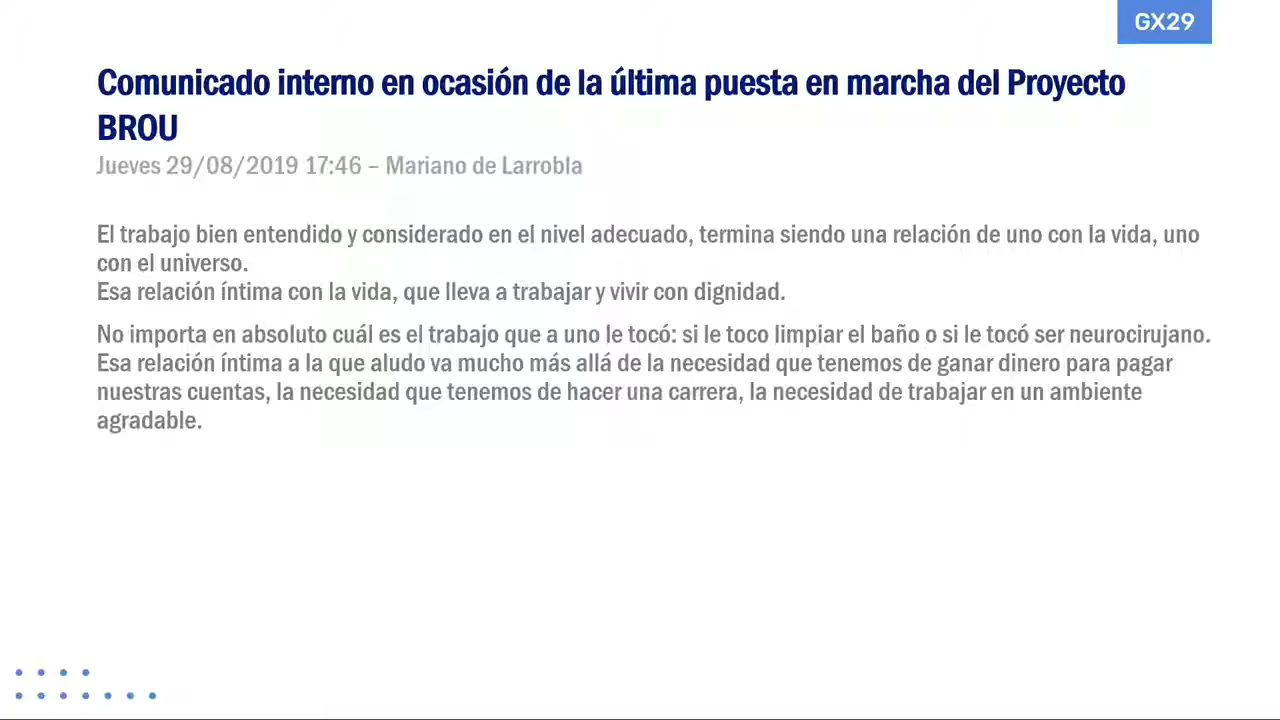 GX29
Comunicado interno en ocasión de la última puesta en marcha del Proyecto
BROU
Jueves 29/08/2019 17:46 – Mariano de Larrobla
El trabajo bien entendido y considerado en el nivel adecuado, termina siendo una relación de uno con la vida, uno
con el universo.
Esa relación íntima con la vida, que lleva a trabajar y vivir con dignidad.
No importa en absoluto cuál es el trabajo que a uno le tocó: si le toco limpiar el baño o si le tocó ser neurocirujano.
Esa relación íntima a la que aludo va mucho más allá de la necesidad que tenemos de ganar dinero para pagar
nuestras cuentas, la necesidad que tenemos de hacer una carrera, la necesidad de trabajar en un ambiente
agradable.